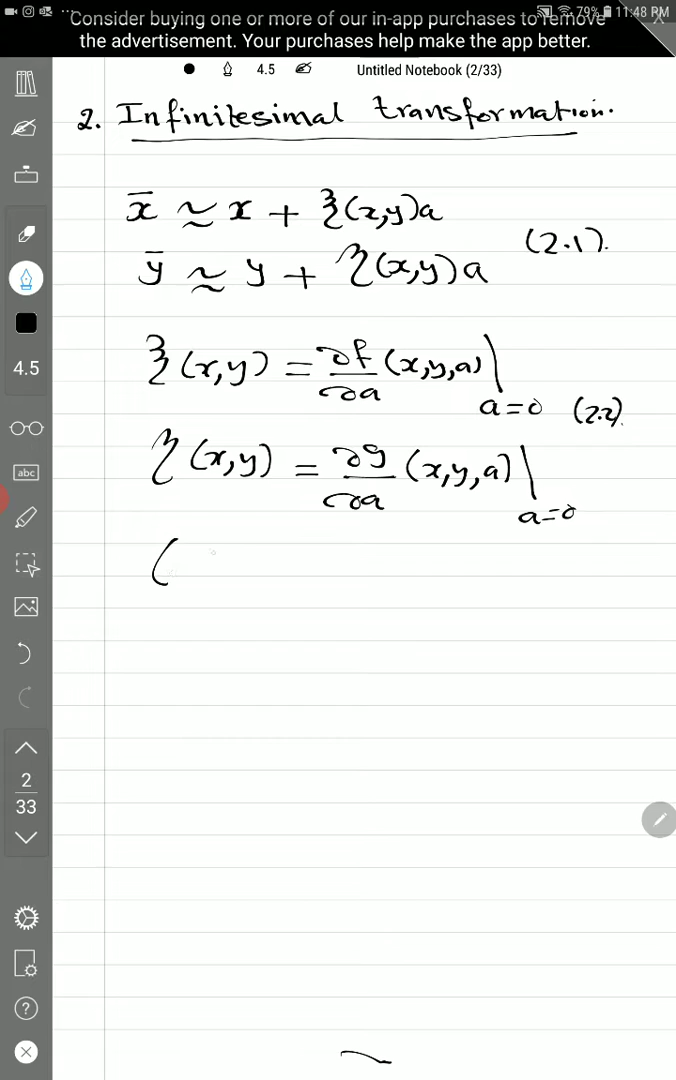 79% 11:48 PM
Consider buying one or more of our in-app purchases to remove
the advertisement. Your purchases help make the app better.
4.5 Untitled Notebook (2/33)
2. Infinitesimal transformation.
x̄ ≈ x + ξ(x,y)a
ȳ ≈ y + η(x,y)a (2.1).
ξ(x,y) = ∂f/∂a (x,y,a)| a=0 (2.2).
η(x,y) = ∂g/∂a (x,y,a)| a=0
(
4.5
abc
2
33
?